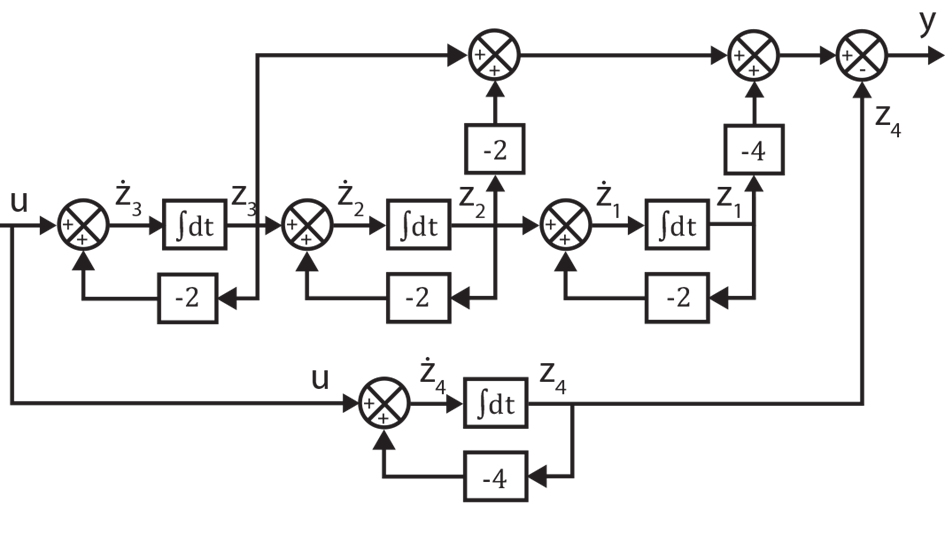 y
+ + + + + -
z4
-2 -4
u ż3 z3 ż2 z2 ż1 z1
+ + ∫dt + + ∫dt + + ∫dt
-2 -2 -2
u ż4 z4
+ + ∫dt
-4